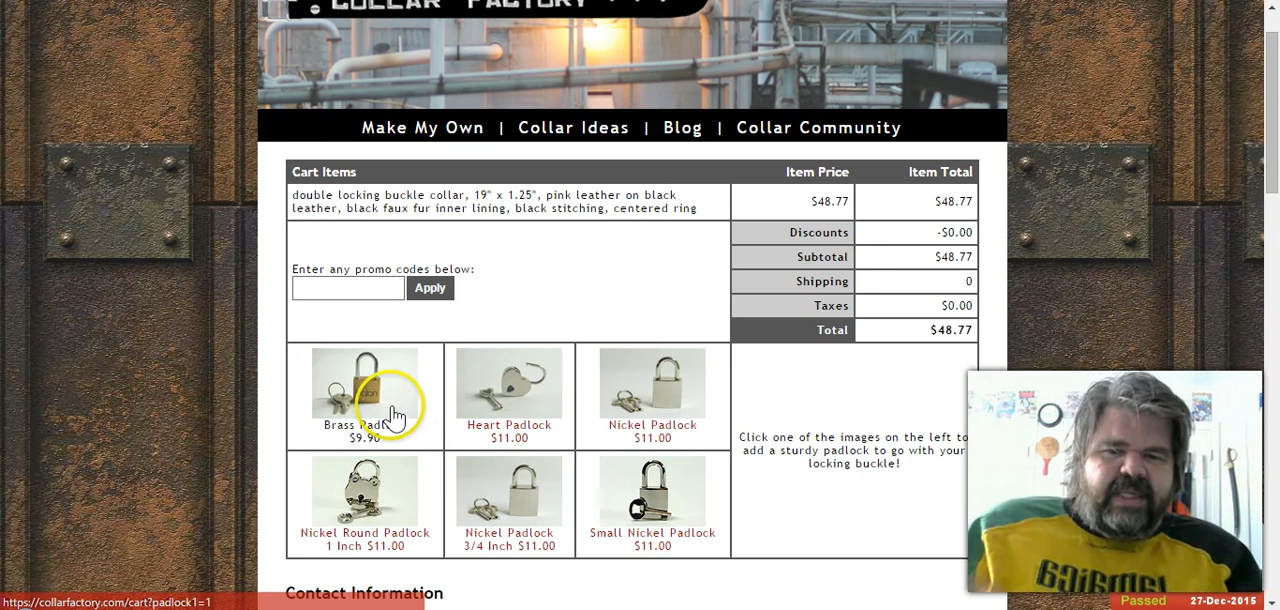 COLLAR FACTORY
Make My Own | Collar Ideas | Blog | Collar Community
Cart Items Item Price Item Total
double locking buckle collar, 19" x 1.25", pink leather on black
leather, black faux fur inner lining, black stitching, centered ring
$48.77 $48.77
Discounts -$0.00
Subtotal $48.77
Enter any promo codes below:
Apply
Shipping 0
Taxes $0.00
Total $48.77
Brass
$9.90
Heart Padlock
$11.00
Nickel Padlock
$11.00
Click one of the images on the left to
add a sturdy padlock to go with your
locking buckle!
Nickel Round Padlock
1 Inch $11.00
Nickel Padlock
3/4 Inch $11.00
Small Nickel Padlock
$11.00
Contact Information
https://collarfactory.com/cart?padlock1=1
Passed 27-Dec-2015